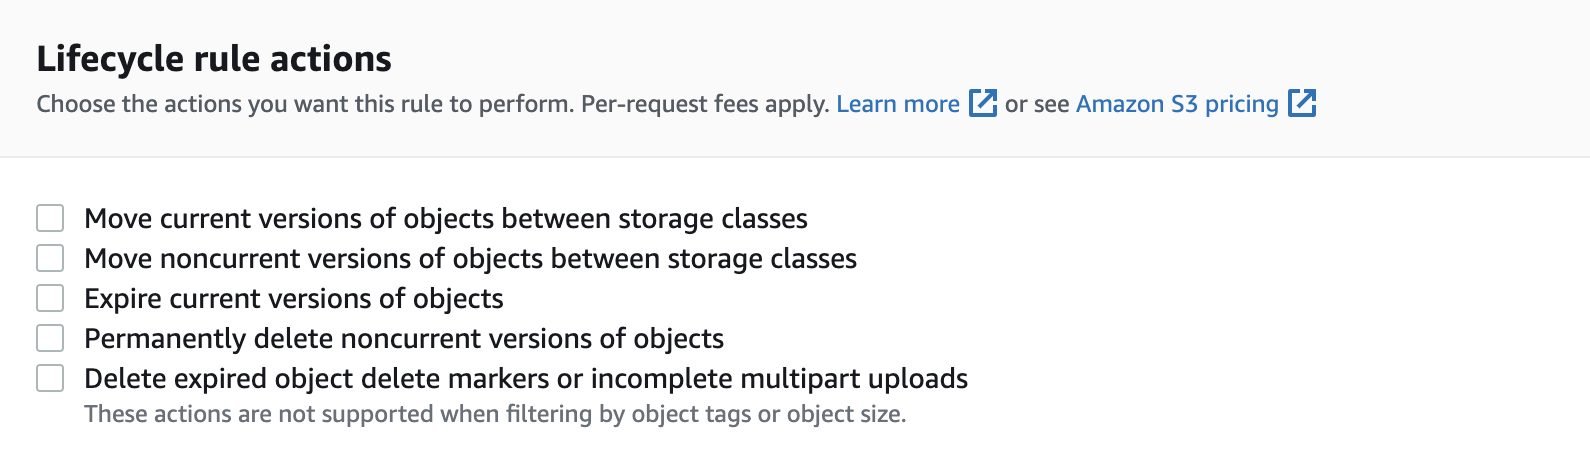 Lifecycle rule actions
Choose the actions you want this rule to perform. Per-request fees apply. Learn more or see Amazon S3 pricing
Move current versions of objects between storage classes
Move noncurrent versions of objects between storage classes
Expire current versions of objects
Permanently delete noncurrent versions of objects
Delete expired object delete markers or incomplete multipart uploads
These actions are not supported when filtering by object tags or object size.